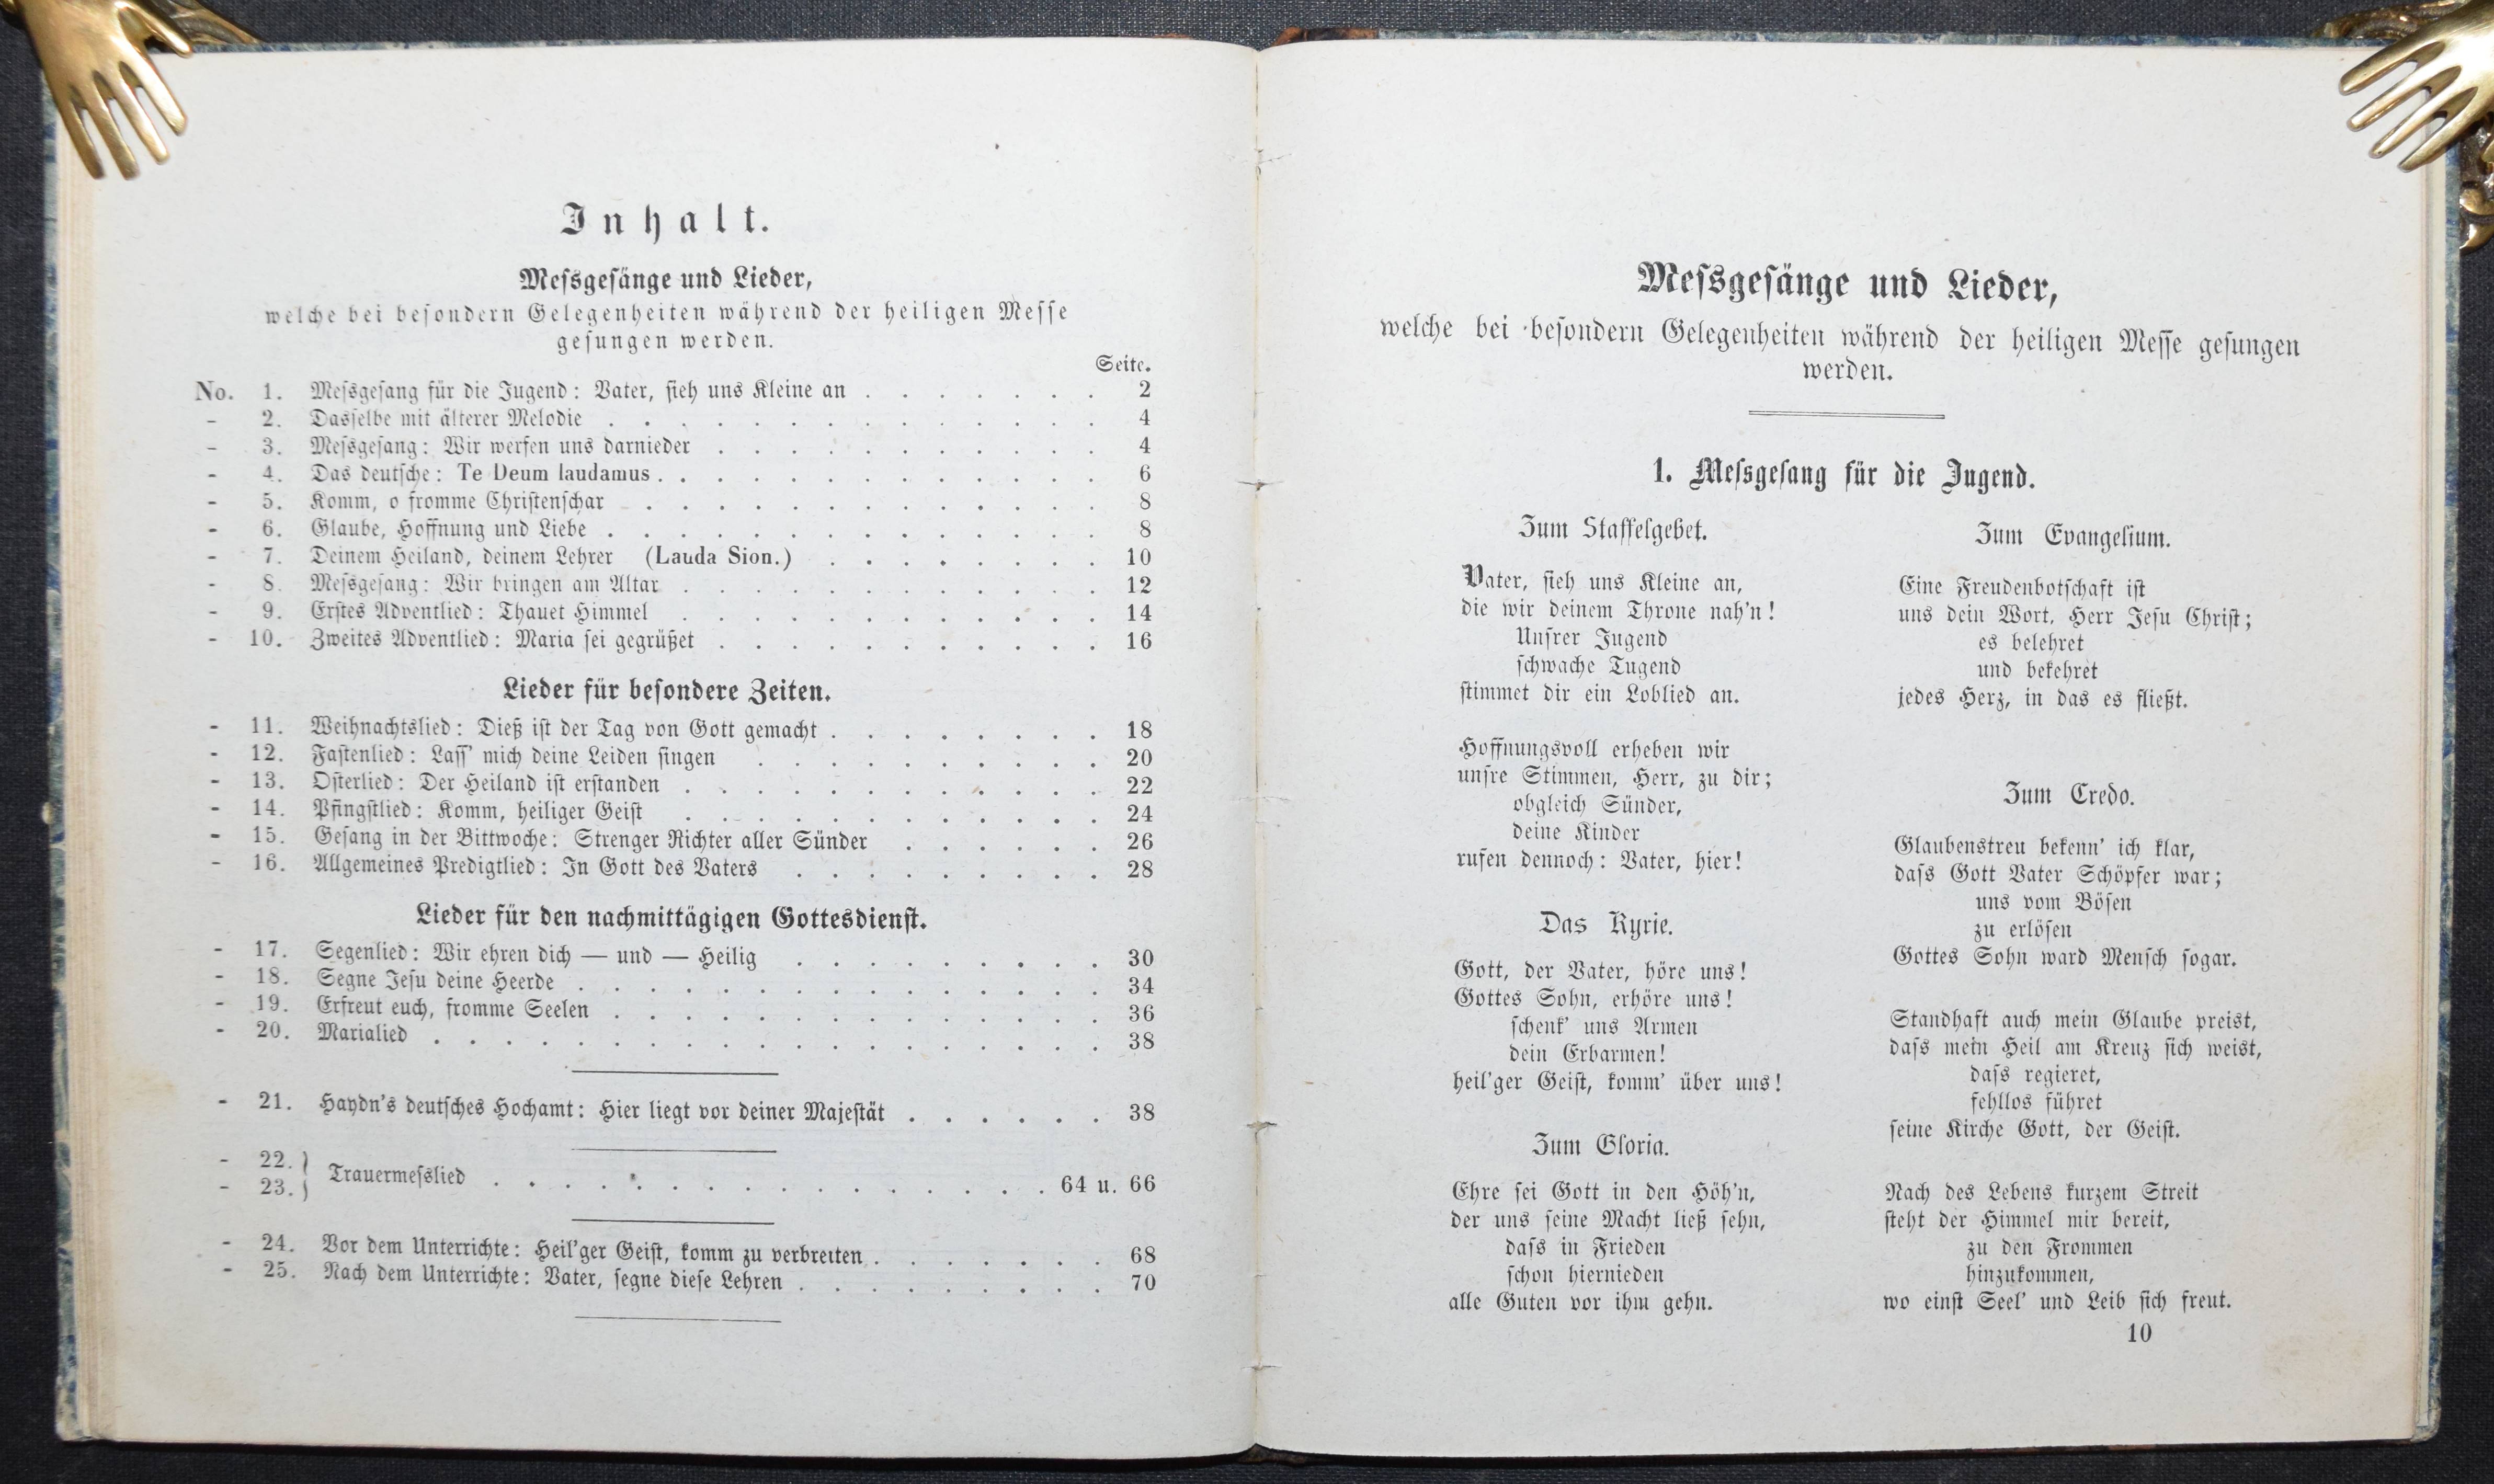 Inhalt.
Meſsgeſänge und Lieder,
welche bei beſondern Gelegenheiten während der heiligen Meſſe
geſungen werden.
Seite.
No. 1. Meſsgeſang für die Jugend: Vater, ſieh uns Kleine an . . . . . . . 2
- 2. Dasſelbe mit älterer Melodie . . . . . . . . . . . . . . 4
- 3. Meſsgeſang: Wir werfen uns darnieder . . . . . . . . . . . 4
- 4. Das deutſche: Te Deum laudamus . . . . . . . . . . . . . 6
- 5. Komm, o fromme Chriſtenſchar . . . . . . . . . . . . . 8
- 6. Glaube, Hoffnung und Liebe . . . . . . . . . . . . . . 8
- 7. Deinem Heiland, deinem Lehrer (Lauda Sion.) . . . . . . . . 10
- 8. Meſsgeſang: Wir bringen am Altar . . . . . . . . . . . . 12
- 9. Erſtes Adventlied: Thauet Himmel . . . . . . . . . . . . 14
- 10. Zweites Adventlied: Maria ſei gegrüßet . . . . . . . . . . . 16
Lieder für beſondere Zeiten.
- 11. Weihnachtslied: Dieß iſt der Tag von Gott gemacht . . . . . . . . 18
- 12. Faſtenlied: Laſſ' mich deine Leiden ſingen . . . . . . . . . . 20
- 13. Oſterlied: Der Heiland iſt erſtanden . . . . . . . . . . . . 22
- 14. Pfingſtlied: Komm, heiliger Geiſt . . . . . . . . . . . . 24
- 15. Geſang in der Bittwoche: Strenger Richter aller Sünder . . . . . . 26
- 16. Allgemeines Predigtlied: In Gott des Vaters . . . . . . . . . 28
Lieder für den nachmittägigen Gottesdienſt.
- 17. Segenlied: Wir ehren dich — und — Heilig . . . . . . . . . 30
- 18. Segne Jeſu deine Heerde . . . . . . . . . . . . . . . 34
- 19. Erfreut euch, fromme Seelen . . . . . . . . . . . . . . 36
- 20. Marialied . . . . . . . . . . . . . . . . . . . 38
- 21. Haydn's deutſches Hochamt: Hier liegt vor deiner Majeſtät . . . . . . 38
- 22. }
Trauermeſslied . . . . . . . . . . . . . . . . 64 u. 66
- 23. }
- 24. Vor dem Unterrichte: Heil'ger Geiſt, komm zu verbreiten . . . . . . . 68
- 25. Nach dem Unterrichte: Vater, ſegne dieſe Lehren . . . . . . . . . 70
Meſsgeſänge und Lieder,
welche bei beſondern Gelegenheiten während der heiligen Meſſe geſungen
werden.
1. Meſsgeſang für die Jugend.
Zum Staffelgebet.
Vater, ſieh uns Kleine an,
die wir deinem Throne nah'n!
Unſrer Jugend
ſchwache Tugend
ſtimmet dir ein Loblied an.
Hoffnungsvoll erheben wir
unſre Stimmen, Herr, zu dir;
obgleich Sünder,
deine Kinder
rufen dennoch: Vater, hier!
Das Kyrie.
Gott, der Vater, höre uns!
Gottes Sohn, erhöre uns!
ſchenk' uns Armen
dein Erbarmen!
heil'ger Geiſt, komm' über uns!
Zum Gloria.
Ehre ſei Gott in den Höh'n,
der uns ſeine Macht ließ ſehn,
daſs in Frieden
ſchon hiernieden
alle Guten vor ihm gehn.
Zum Evangelium.
Eine Freudenbotſchaft iſt
uns dein Wort, Herr Jeſu Chriſt;
es belehret
und bekehret
jedes Herz, in das es fließt.
Zum Credo.
Glaubenstreu bekenn' ich klar,
daſs Gott Vater Schöpfer war;
uns vom Böſen
zu erlöſen
Gottes Sohn ward Menſch ſogar.
Standhaft auch mein Glaube preist,
daſs mein Heil am Kreuz ſich weist,
daſs regieret,
fehllos führet
ſeine Kirche Gott, der Geiſt.
Nach des Lebens kurzem Streit
ſteht der Himmel mir bereit,
zu den Frommen
hinzukommen,
wo einſt Seel' und Leib ſich freut.
10